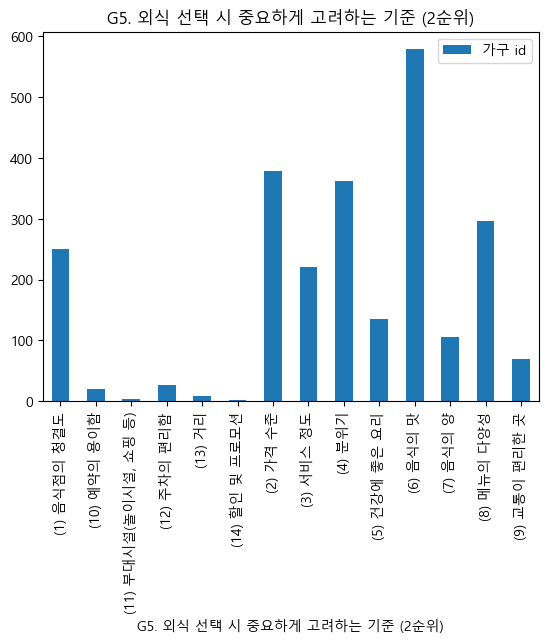 G5. 외식 선택 시 중요하게 고려하는 기준 (2순위)
가구 id
600
500
400
300
200
100
0
(1) 음식점의 청결도
(10) 예약의 용이함
(11) 부대시설(놀이시설, 쇼핑 등)
(12) 주차의 편리함
(13) 거리
(14) 할인 및 프로모션
(2) 가격 수준
(3) 서비스 정도
(4) 분위기
(5) 건강에 좋은 요리
(6) 음식의 맛
(7) 음식의 양
(8) 메뉴의 다양성
(9) 교통이 편리한 곳
G5. 외식 선택 시 중요하게 고려하는 기준 (2순위)